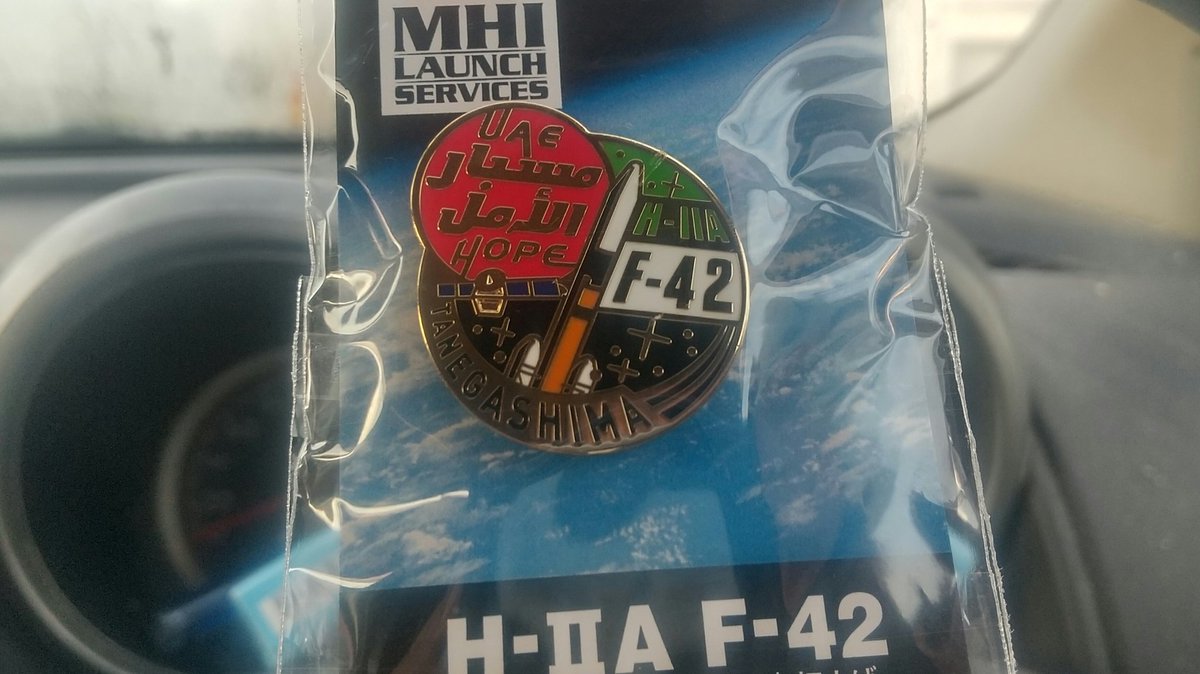 MHI
LAUNCH
SERVICES
UAE
مسبار
الأمل
HOPE
H-IIA
F-42
TANEGASHIMA
H-ⅡA F-42